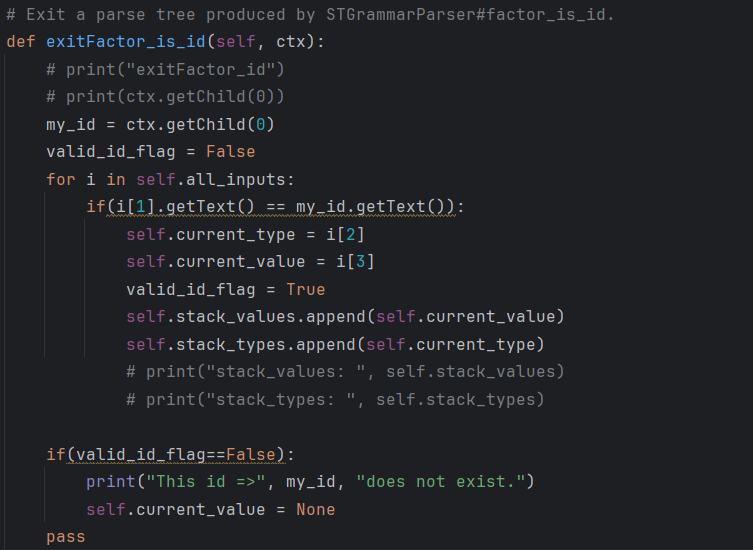 # Exit a parse tree produced by STGrammarParser#factor_is_id.
def exitFactor_is_id(self, ctx):
    # print("exitFactor_id")
    # print(ctx.getChild(0))
    my_id = ctx.getChild(0)
    valid_id_flag = False
    for i in self.all_inputs:
        if(i[1].getText() == my_id.getText()):
            self.current_type = i[2]
            self.current_value = i[3]
            valid_id_flag = True
            self.stack_values.append(self.current_value)
            self.stack_types.append(self.current_type)
            # print("stack_values: ", self.stack_values)
            # print("stack_types: ", self.stack_types)

    if(valid_id_flag==False):
        print("This id =>", my_id, "does not exist.")
        self.current_value = None
    pass